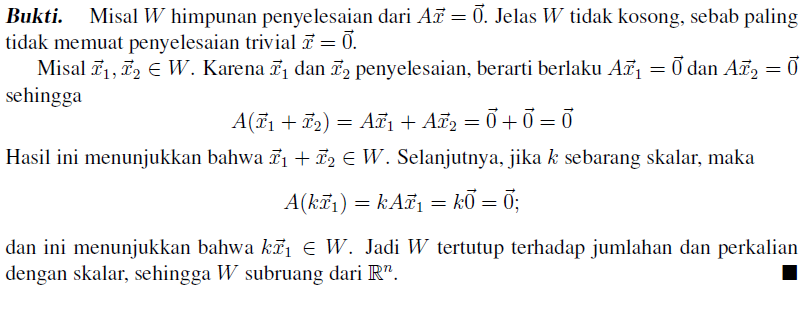 Bukti. Misal W himpunan penyelesaian dari Ax⃗ = 0⃗. Jelas W tidak kosong, sebab paling
tidak memuat penyelesaian trivial x⃗ = 0⃗.
Misal x⃗₁, x⃗₂ ∈ W. Karena x⃗₁ dan x⃗₂ penyelesaian, berarti berlaku Ax⃗₁ = 0⃗ dan Ax⃗₂ = 0⃗
sehingga
A(x⃗₁ + x⃗₂) = Ax⃗₁ + Ax⃗₂ = 0⃗ + 0⃗ = 0⃗
Hasil ini menunjukkan bahwa x⃗₁ + x⃗₂ ∈ W. Selanjutnya, jika k sebarang skalar, maka
A(kx⃗₁) = kAx⃗₁ = k0⃗ = 0⃗;
dan ini menunjukkan bahwa kx⃗₁ ∈ W. Jadi W tertutup terhadap jumlahan dan perkalian
dengan skalar, sehingga W subruang dari ℝⁿ. ■